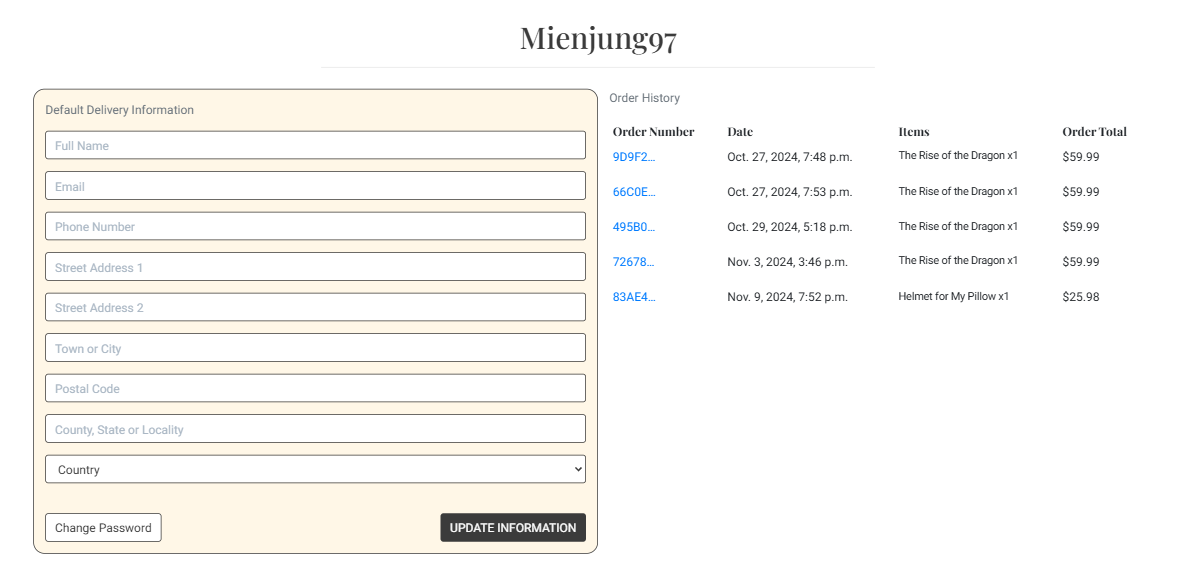 Mienjung97
Default Delivery Information
Full Name
Email
Phone Number
Street Address 1
Street Address 2
Town or City
Postal Code
County, State or Locality
Country
Change Password
UPDATE INFORMATION
Order History
Order Number Date Items Order Total
9D9F2... Oct. 27, 2024, 7:48 p.m. The Rise of the Dragon x1 $59.99
66C0E... Oct. 27, 2024, 7:53 p.m. The Rise of the Dragon x1 $59.99
495B0... Oct. 29, 2024, 5:18 p.m. The Rise of the Dragon x1 $59.99
72678... Nov. 3, 2024, 3:46 p.m. The Rise of the Dragon x1 $59.99
83AE4... Nov. 9, 2024, 7:52 p.m. Helmet for My Pillow x1 $25.98